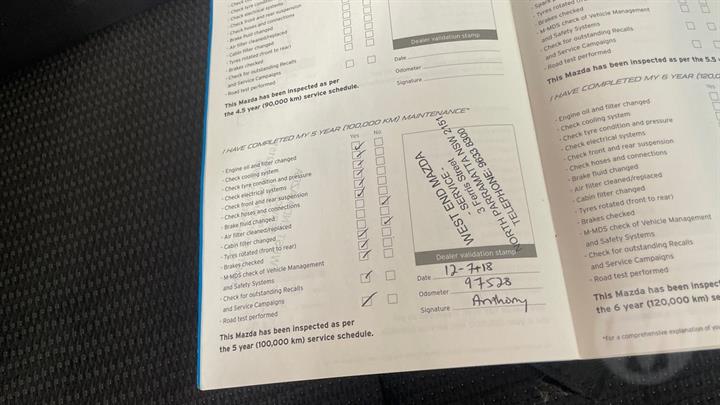 - Check electrical systems
- Check front and rear suspension
- Check hoses and connections
- Brake fluid changed
- Air filter cleaned/replaced
- Cabin filter changed
- Tyres rotated (front to rear)
- Brakes checked
- Check for outstanding Recalls
and Service Campaigns
- Road test performed
This Mazda has been inspected as per
the 4.5 year (90,000 km) service schedule.
Dealer validation stamp
Date
Odometer
Signature
I HAVE COMPLETED MY 5 YEAR (100,000 KM) MAINTENANCE*
Yes No
- Engine oil and filter changed
- Check cooling system
- Check tyre condition and pressure
- Check electrical systems
- Check front and rear suspension
- Check hoses and connections
- Brake fluid changed
- Air filter cleaned/replaced
- Cabin filter changed
- Tyres rotated (front to rear)
- Brakes checked
- M-MDS check of Vehicle Management
and Safety Systems
- Check for outstanding Recalls
and Service Campaigns
- Road test performed
This Mazda has been inspected as per
the 5 year (100,000 km) service schedule.
WEST END MAZDA
- SERVICE -
3 Ferris Street
NORTH PARRAMATTA NSW 2151
TELEPHONE: 9633 8300
Dealer validation stamp
Date 12-7-18
Odometer 97528
Signature Anthony
- Tyres rotated
- Brakes checked
- M-MDS check of Vehicle Management
and Safety Systems
- Check for outstanding Recalls
and Service Campaigns
- Road test performed
This Mazda has been inspected as per the 5.5
I HAVE COMPLETED MY 6 YEAR (120,0
Yes
- Engine oil and filter changed
- Check cooling system
- Check tyre condition and pressure
- Check electrical systems
- Check front and rear suspension
- Check hoses and connections
- Brake fluid changed
- Air filter cleaned/replaced
- Cabin filter changed
- Tyres rotated (front to rear)
- Brakes checked
- M-MDS check of Vehicle Management
and Safety Systems
- Check for outstanding Recalls
and Service Campaigns
- Road test performed
This Mazda has been inspect
the 6 year (120,000 km) se
*For a comprehensive explanation of you